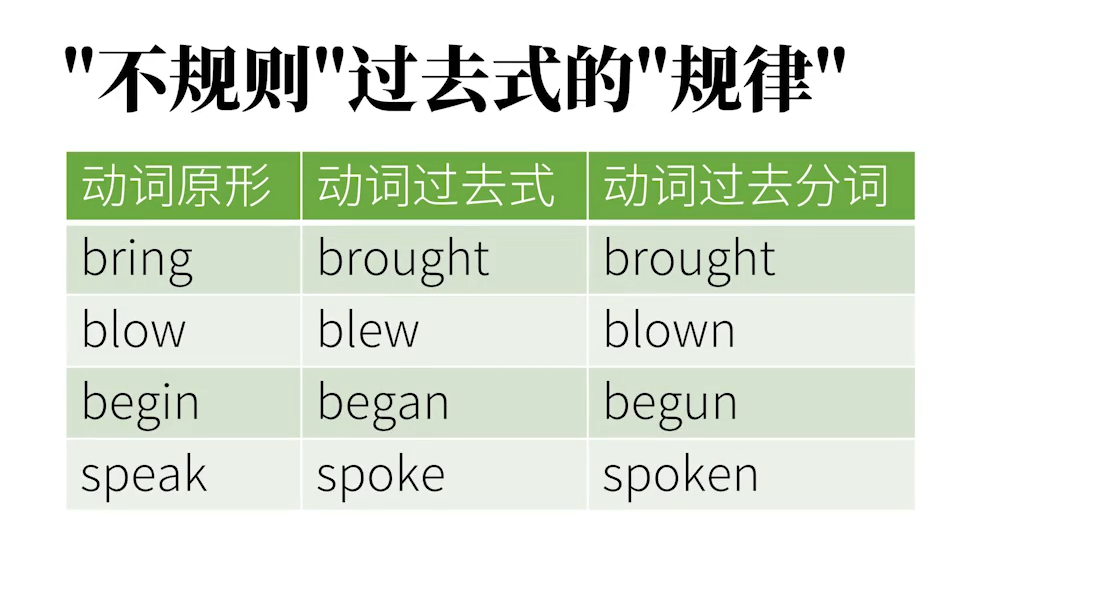 "不规则"过去式的"规律"
动词原形 动词过去式 动词过去分词
bring brought brought
blow blew blown
begin began begun
speak spoke spoken